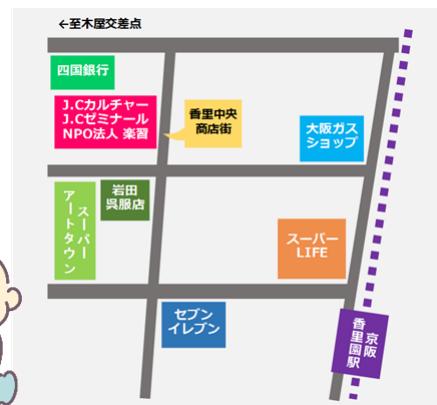 ←至木屋交差点
四国銀行
J.Cカルチャー
J.Cゼミナール
NPO法人 楽習
香里中央
商店街
大阪ガス
ショップ
岩田
呉服店
スーパー
アートタウン
スーパー
LIFE
セブン
イレブン
京阪
香里園駅